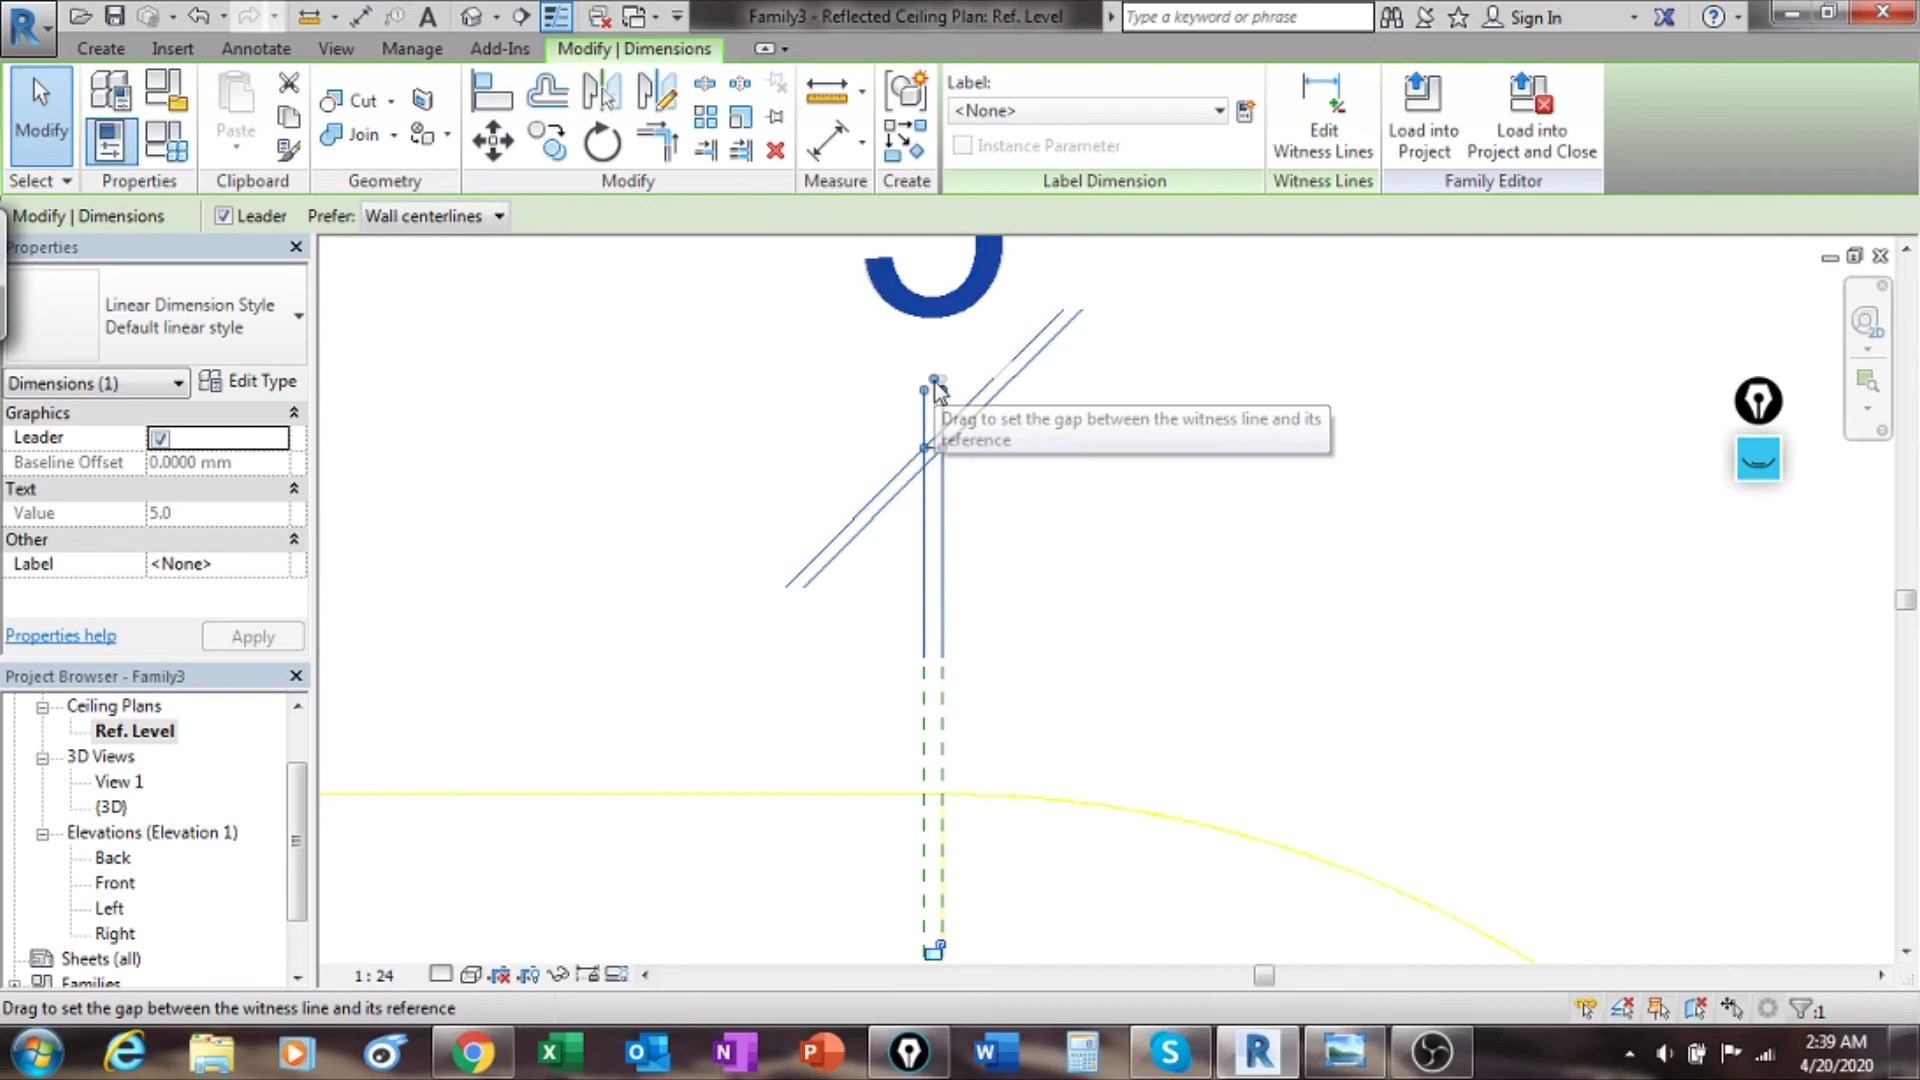 Family3 - Reflected Ceiling Plan: Ref. Level
Type a keyword or phrase
Sign In
Create
Insert
Annotate
View
Manage
Add-Ins
Modify | Dimensions
Modify
Paste
Cut
Join
Label:
<None>
Instance Parameter
Edit
Witness Lines
Load into
Project
Load into
Project and Close
Select
Properties
Clipboard
Geometry
Modify
Measure
Create
Label Dimension
Witness Lines
Family Editor
Modify | Dimensions
Leader
Prefer:
Wall centerlines
Properties
Linear Dimension Style
Default linear style
Dimensions (1)
Edit Type
Graphics
Leader
Baseline Offset
0.0000 mm
Text
Value
5.0
Other
Label
<None>
Properties help
Apply
Project Browser - Family3
Ceiling Plans
Ref. Level
3D Views
View 1
{3D}
Elevations (Elevation 1)
Back
Front
Left
Right
Sheets (all)
Families
Drag to set the gap between the witness line and its
reference
2D
1 : 24
Drag to set the gap between the witness line and its reference
:1
2:39 AM
4/20/2020